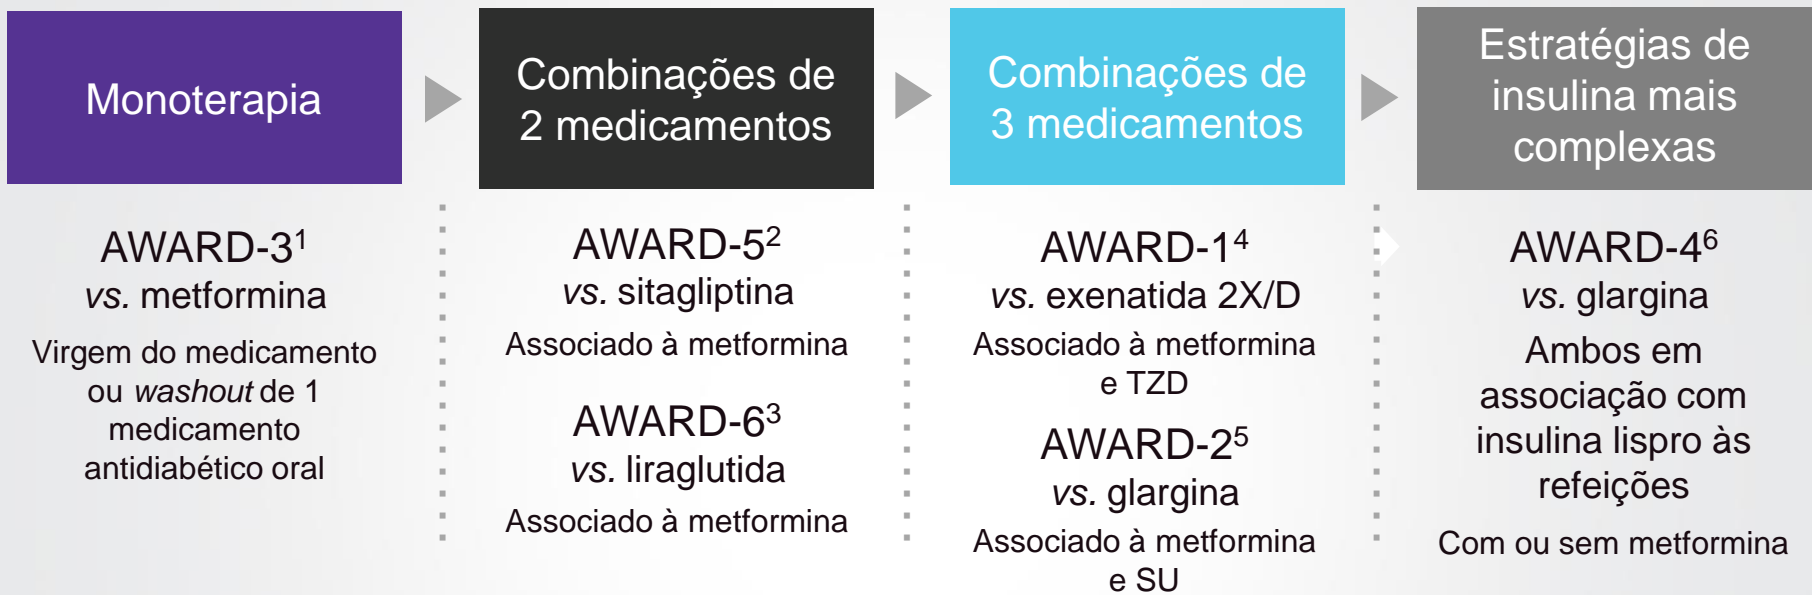 Monoterapia
AWARD-3¹
vs. metformina
Virgem do medicamento
ou washout de 1
medicamento
antidiabético oral
Combinações de
2 medicamentos
AWARD-5²
vs. sitagliptina
Associado à metformina
AWARD-6³
vs. liraglutida
Associado à metformina
Combinações de
3 medicamentos
AWARD-1⁴
vs. exenatida 2X/D
Associado à metformina
e TZD
AWARD-2⁵
vs. glargina
Associado à metformina
e SU
Estratégias de
insulina mais
complexas
AWARD-4⁶
vs. glargina
Ambos em
associação com
insulina lispro às
refeições
Com ou sem metformina